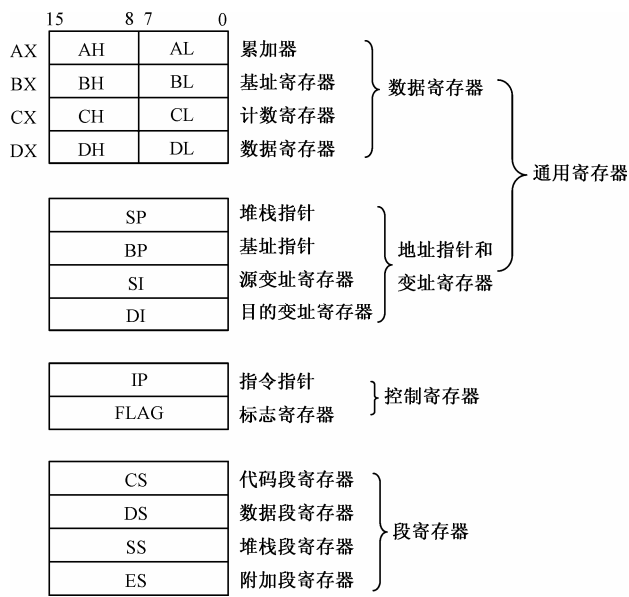 15 8 7 0
AX AH AL 累加器
BX BH BL 基址寄存器 数据寄存器
CX CH CL 计数寄存器
DX DH DL 数据寄存器
通用寄存器
SP 堆栈指针
BP 基址指针 地址指针和
SI 源变址寄存器 变址寄存器
DI 目的变址寄存器
IP 指令指针
控制寄存器
FLAG 标志寄存器
CS 代码段寄存器
DS 数据段寄存器
段寄存器
SS 堆栈段寄存器
ES 附加段寄存器